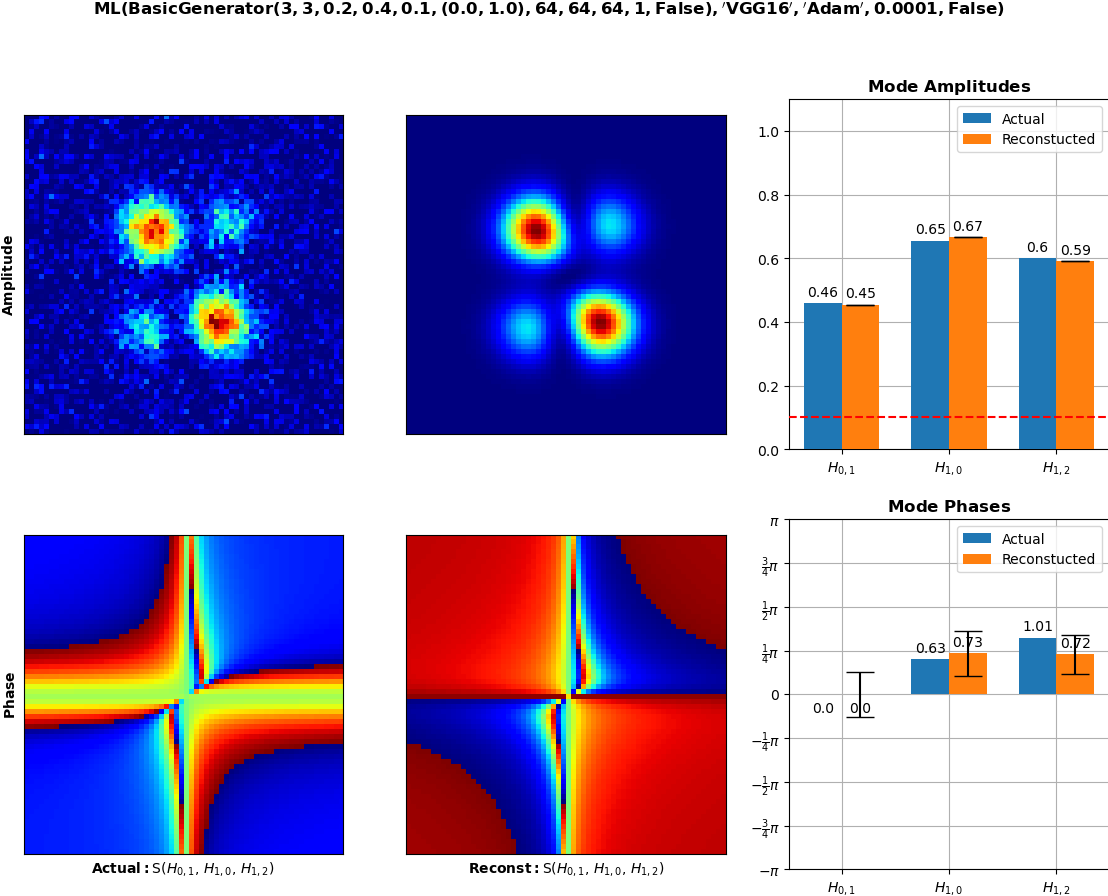 ML(BasicGenerator(3, 3, 0.2, 0.4, 0.1, (0.0, 1.0), 64, 64, 64, 1, False), ′VGG16′, ′Adam′, 0.0001, False)
Mode Amplitudes
Amplitude
Actual
Reconstucted
1.0
0.8
0.6
0.4
0.2
0.0
0.46 0.45
0.65 0.67
0.6 0.59
H0, 1 H1, 0 H1, 2
Mode Phases
Phase
Actual
Reconstucted
π
3/4π
1/2π
1/4π
0
−1/4π
−1/2π
−3/4π
−π
0.0 0.0
0.63 0.73
1.01 0.72
H0, 1 H1, 0 H1, 2
Actual: S(H0, 1, H1, 0, H1, 2)
Reconst: S(H0, 1, H1, 0, H1, 2)